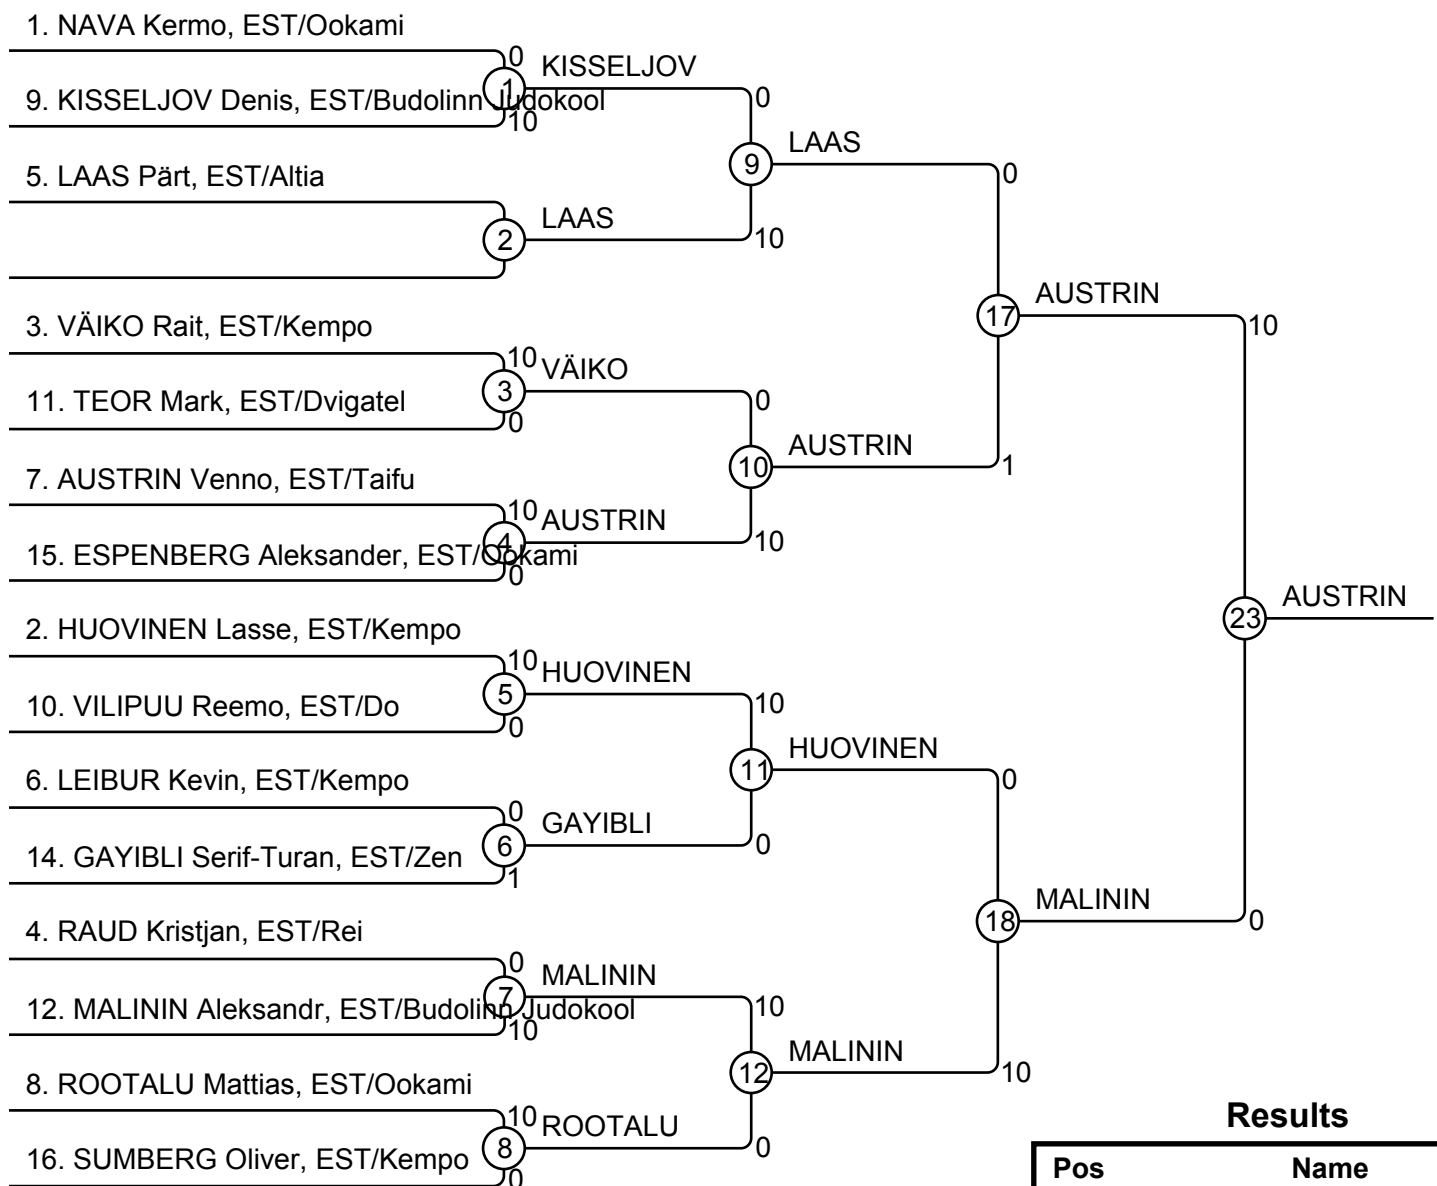 1. NAVA Kermo, EST/Ookami
0
KISSELJOV
1
9. KISSELJOV Denis, EST/Budolinn Judokool
10
0
LAAS
9
5. LAAS Pärt, EST/Altia
0
LAAS
2
10
3. VÄIKO Rait, EST/Kempo
AUSTRIN
17
10
10
VÄIKO
3
11. TEOR Mark, EST/Dvigatel
0
0
AUSTRIN
10
1
7. AUSTRIN Venno, EST/Taifu
10
AUSTRIN
4
10
15. ESPENBERG Aleksander, EST/Ookami
0
AUSTRIN
23
2. HUOVINEN Lasse, EST/Kempo
10
HUOVINEN
5
10
10. VILIPUU Reemo, EST/Do
0
HUOVINEN
11
0
6. LEIBUR Kevin, EST/Kempo
0
GAYIBLI
6
0
14. GAYIBLI Serif-Turan, EST/Zen
1
MALININ
18
0
4. RAUD Kristjan, EST/Rei
0
MALININ
7
10
12. MALININ Aleksandr, EST/Budolinn Judokool
10
MALININ
12
10
8. ROOTALU Mattias, EST/Ookami
10
ROOTALU
8
0
16. SUMBERG Oliver, EST/Kempo
0
Results
Pos Name